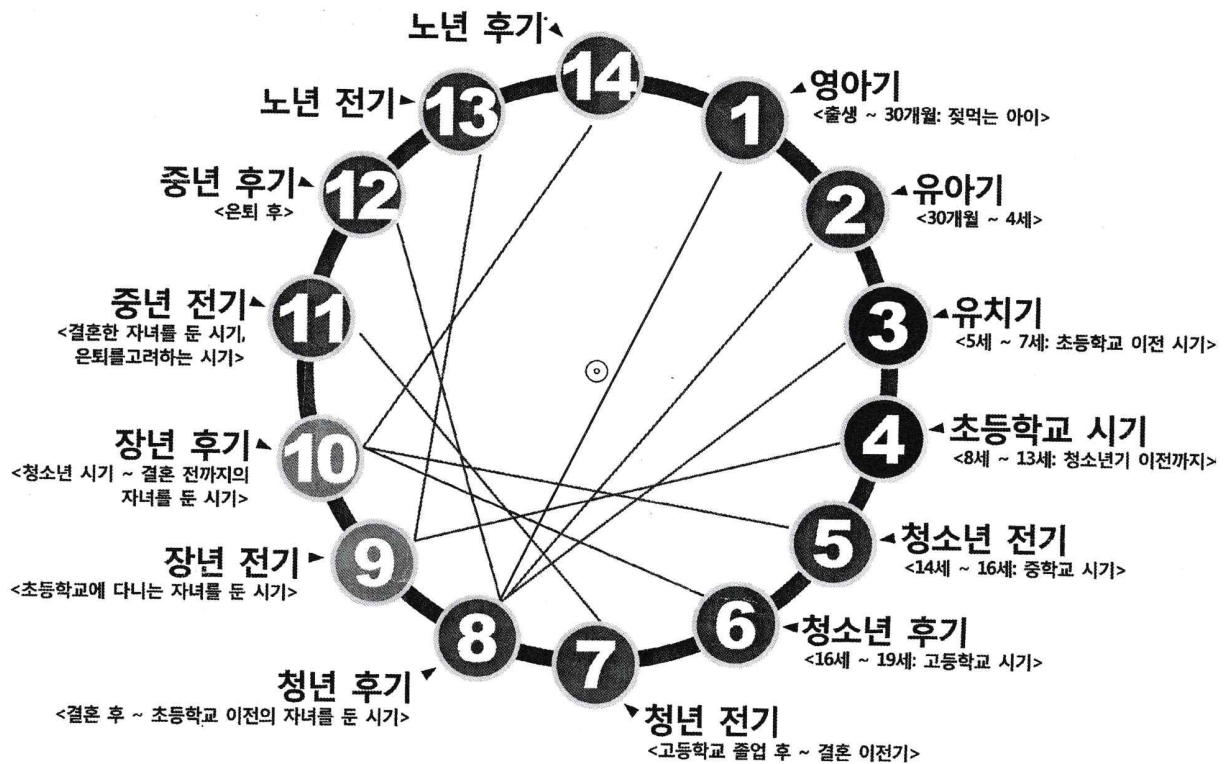 14
노년 후기
1
영아기
<출생 ~ 30개월: 젖먹는 아이>
2
유아기
<30개월 ~ 4세>
3
유치기
<5세 ~ 7세: 초등학교 이전 시기>
4
초등학교 시기
<8세 ~ 13세: 청소년기 이전까지>
5
청소년 전기
<14세 ~ 16세: 중학교 시기>
6
청소년 후기
<16세 ~ 19세: 고등학교 시기>
7
청년 전기
<고등학교 졸업 후 ~ 결혼 이전기>
8
청년 후기
<결혼 후 ~ 초등학교 이전의 자녀를 둔 시기>
9
장년 전기
<초등학교에 다니는 자녀를 둔 시기>
10
장년 후기
<청소년 시기 ~ 결혼 전까지의
자녀를 둔 시기>
11
중년 전기
<결혼한 자녀를 둔 시기,
은퇴를고려하는 시기>
12
중년 후기
<은퇴 후>
13
노년 전기